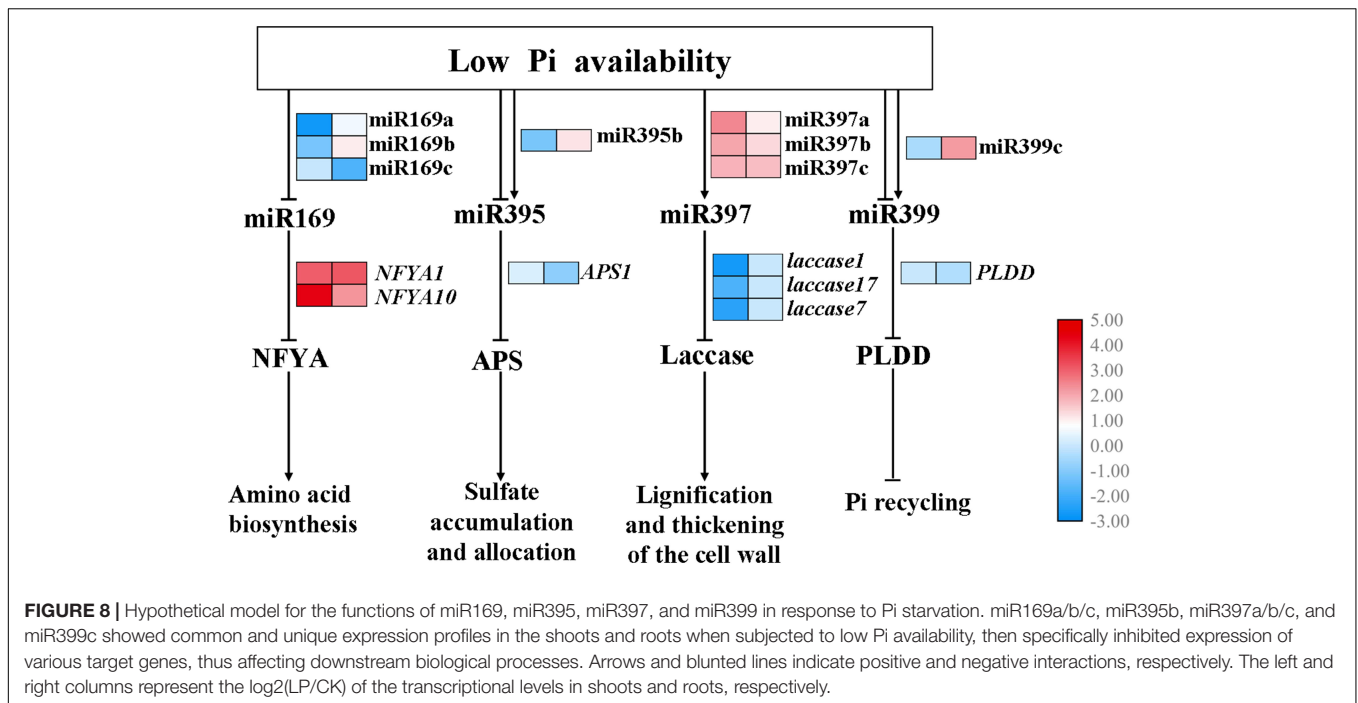 Low Pi availability
miR169a
miR169b
miR169c
miR395b
miR397a
miR397b
miR397c
miR399c
miR169
miR395
miR397
miR399
NFYA1
NFYA10
APS1
laccase1
laccase17
laccase7
PLDD
NFYA
APS
Laccase
PLDD
5.00
4.00
3.00
2.00
1.00
0.00
-1.00
-2.00
-3.00
Amino acid
biosynthesis
Sulfate
accumulation
and allocation
Lignification
and thickening
of the cell wall
Pi recycling
FIGURE 8 | Hypothetical model for the functions of miR169, miR395, miR397, and miR399 in response to Pi starvation. miR169a/b/c, miR395b, miR397a/b/c, and
miR399c showed common and unique expression profiles in the shoots and roots when subjected to low Pi availability, then specifically inhibited expression of
various target genes, thus affecting downstream biological processes. Arrows and blunted lines indicate positive and negative interactions, respectively. The left and
right columns represent the log2(LP/CK) of the transcriptional levels in shoots and roots, respectively.